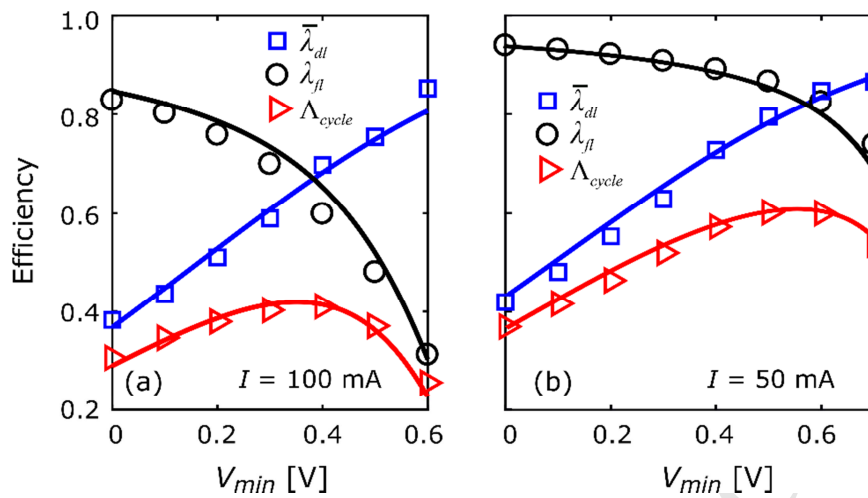 1.0
0.8
0.6
0.4
0.2
Efficiency
λ̄dl
λfl
Λcycle
(a)
I = 100 mA
0
0.2
0.4
0.6
Vmin [V]
λ̄dl
λfl
Λcycle
(b)
I = 50 mA
0
0.2
0.4
0.6
Vmin [V]